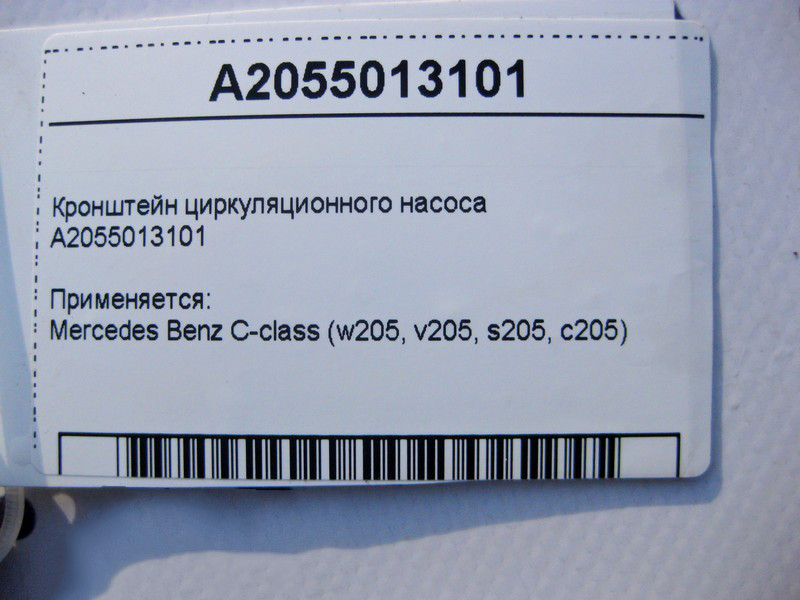 A2055013101
Кронштейн циркуляционного насоса
A2055013101
Применяется:
Mercedes Benz C-class (w205, v205, s205, c205)